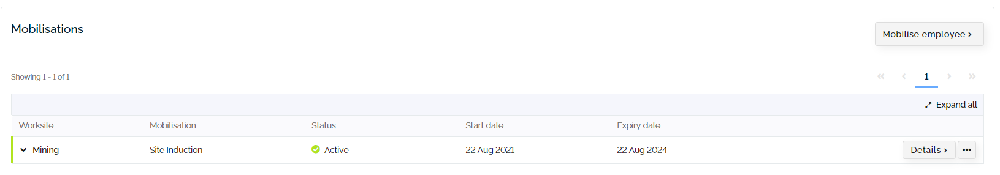 Mobilisations
Mobilise employee ›
Showing 1 - 1 of 1
« ‹ 1 › »
Expand all
Worksite Mobilisation Status Start date Expiry date
Mining Site Induction Active 22 Aug 2021 22 Aug 2024 Details › •••